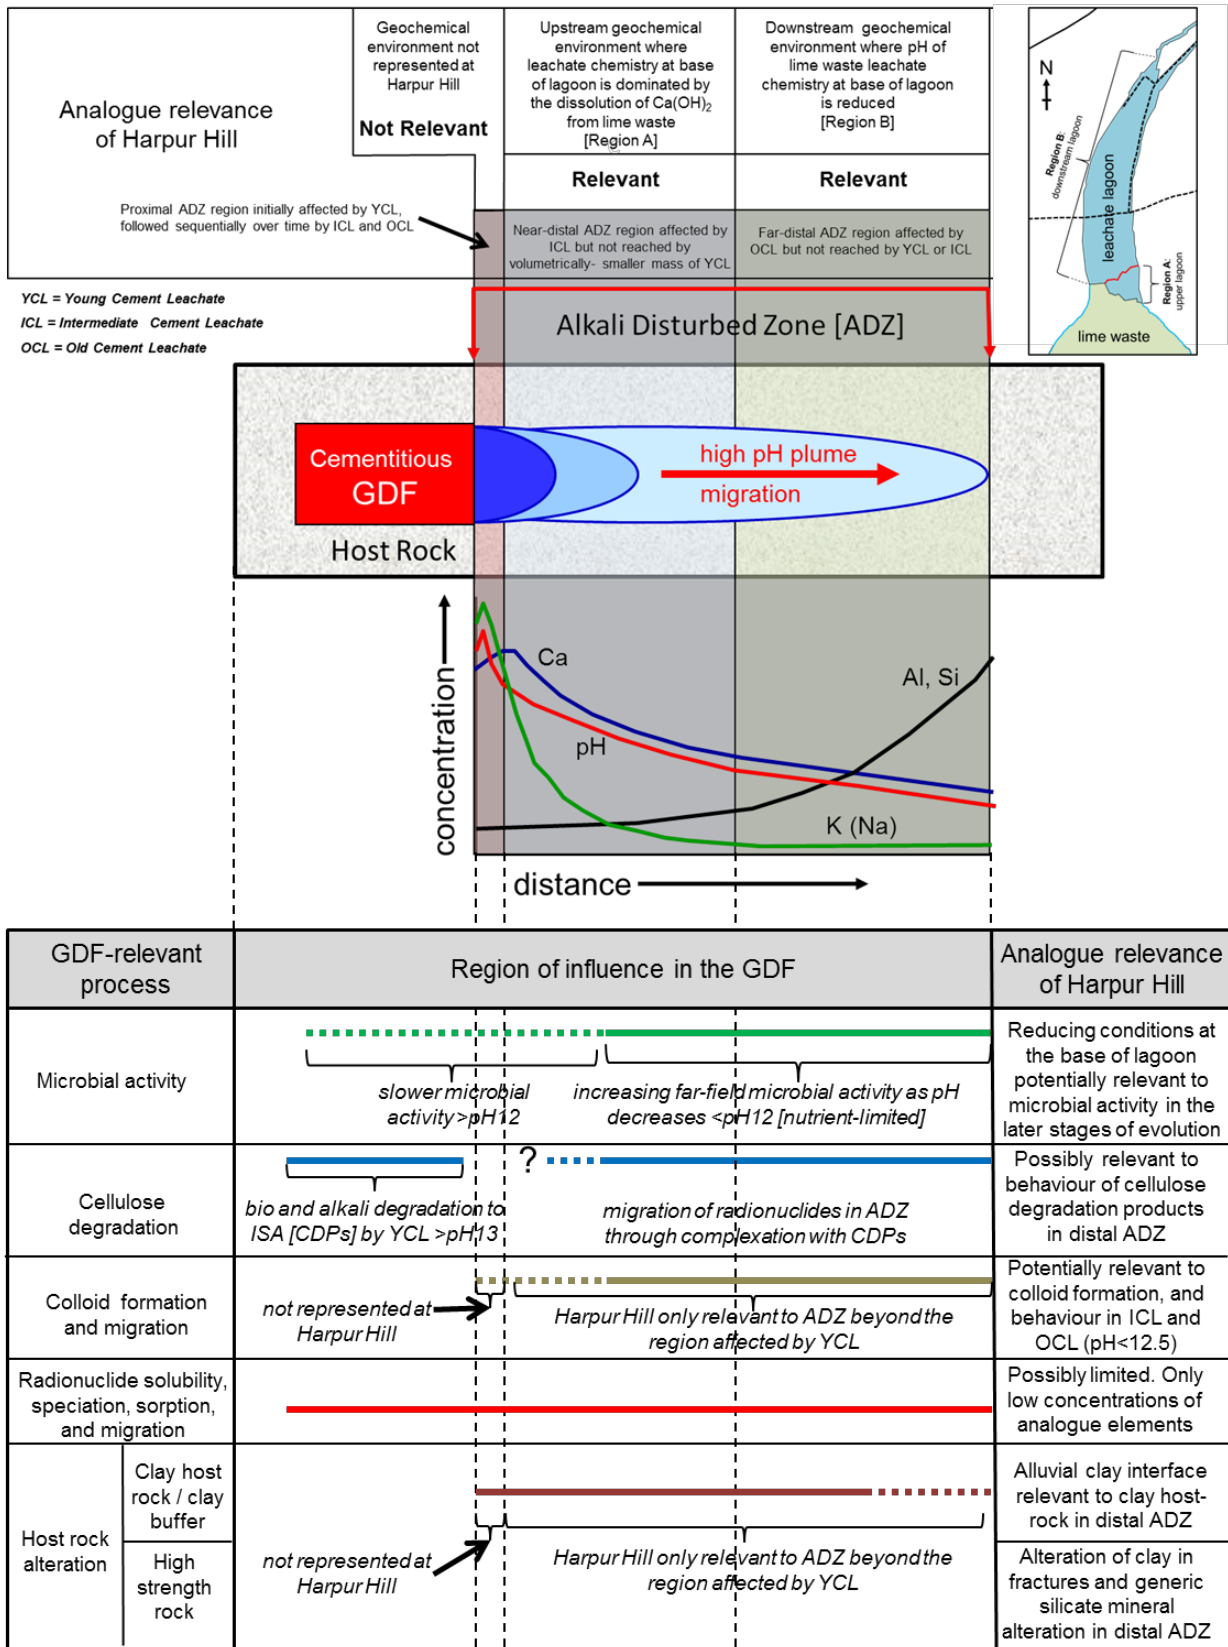 Analogue relevance
of Harpur Hill
Geochemical
environment not
represented at
Harpur Hill
Not Relevant
Upstream geochemical
environment where
leachate chemistry at base
of lagoon is dominated by
the dissolution of Ca(OH)2
from lime waste
[Region A]
Relevant
Downstream geochemical
environment where pH of
lime waste leachate
chemistry at base of lagoon
is reduced
[Region B]
Relevant
Proximal ADZ region initially affected by YCL,
followed sequentially over time by ICL and OCL
Near-distal ADZ region affected by
ICL but not reached by
volumetrically- smaller mass of YCL
Far-distal ADZ region affected by
OCL but not reached by YCL or ICL
N
Region B:
downstream lagoon
leachate lagoon
Region A:
upper lagoon
lime waste
YCL = Young Cement Leachate
ICL = Intermediate Cement Leachate
OCL = Old Cement Leachate
Alkali Disturbed Zone [ADZ]
Cementitious
GDF
high pH plume
migration
Host Rock
concentration
Ca
pH
Al, Si
K (Na)
distance
GDF-relevant
process
Region of influence in the GDF
Analogue relevance
of Harpur Hill
Microbial activity
slower microbial
activity>pH12
increasing far-field microbial activity as pH
decreases <pH12 [nutrient-limited]
Reducing conditions at
the base of lagoon
potentially relevant to
microbial activity in the
later stages of evolution
Cellulose
degradation
bio and alkali degradation to
ISA [CDPs] by YCL >pH13
?
migration of radionuclides in ADZ
through complexation with CDPs
Possibly relevant to
behaviour of cellulose
degradation products
in distal ADZ
Colloid formation
and migration
not represented at
Harpur Hill
Harpur Hill only relevant to ADZ beyond the
region affected by YCL
Potentially relevant to
colloid formation, and
behaviour in ICL and
OCL (pH<12.5)
Radionuclide solubility,
speciation, sorption,
and migration
Possibly limited. Only
low concentrations of
analogue elements
Host rock
alteration
Clay host
rock / clay
buffer
High
strength
rock
not represented at
Harpur Hill
Harpur Hill only relevant to ADZ beyond the
region affected by YCL
Alluvial clay interface
relevant to clay host-
rock in distal ADZ
Alteration of clay in
fractures and generic
silicate mineral
alteration in distal ADZ